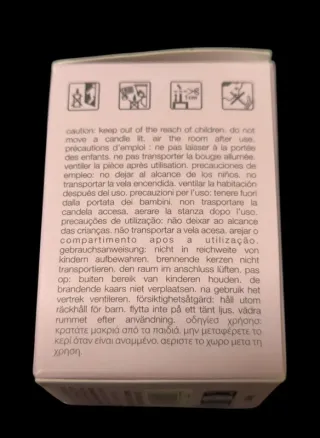 caution: keep out of the reach of children. do not
move a candle lit. air the room after use.
précautions d'emploi : ne pas laisser à la portée
des enfants. ne pas transporter la bougie allumée.
ventiler la pièce après utilisation. precauciones de
empleo: no dejar al alcance de los niños. no
transportar la vela encendida. ventilar la habitación
después del uso. precauzioni per l'uso: tenere fuori
dalla portata dei bambini. non trasportare la
candela accesa. aerare la stanza dopo l'uso.
precauções de utilização: não deixar ao alcance
das crianças. não transportar a vela acesa. arejar o
compartimento apos a utilização.
gebrauchsanweisung: nicht in reichweite von
kindern aufbewahren. brennende kerzen nicht
transportieren. den raum im anschluss lüften. pas
op: buiten bereik van kinderen houden. de
brandende kaars niet verplaatsen. na gebruik het
vertrek ventileren. försiktighetsåtgärd: håll utom
räckhåll för barn. flytta inte på ett tänt ljus. vädra
rummet efter användning. οδηγίεσ χρήσης:
κρατάτε μακριά από τα παιδιά. μην μεταφέρετε το
κερί όταν είναι αναμμένο. αερίστε το χωρο μετα τη
χρήση.